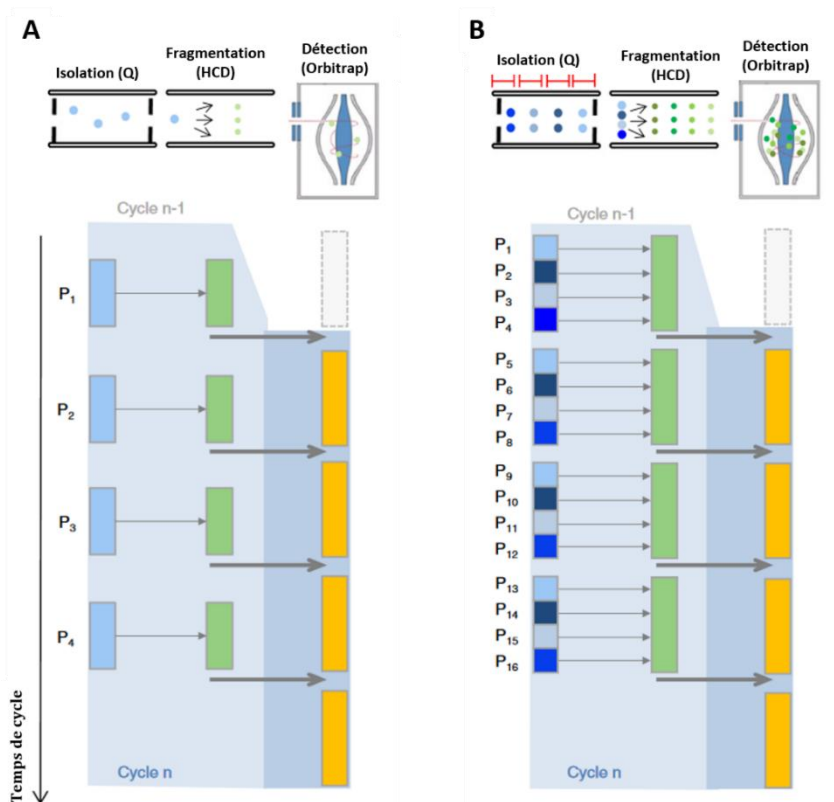 A
Isolation (Q)
Fragmentation
(HCD)
Détection
(Orbitrap)
Cycle n-1
P1
P2
P3
P4
Cycle n
Temps de cycle
B
Isolation (Q)
Fragmentation
(HCD)
Détection
(Orbitrap)
Cycle n-1
P1
P2
P3
P4
P5
P6
P7
P8
P9
P10
P11
P12
P13
P14
P15
P16
Cycle n